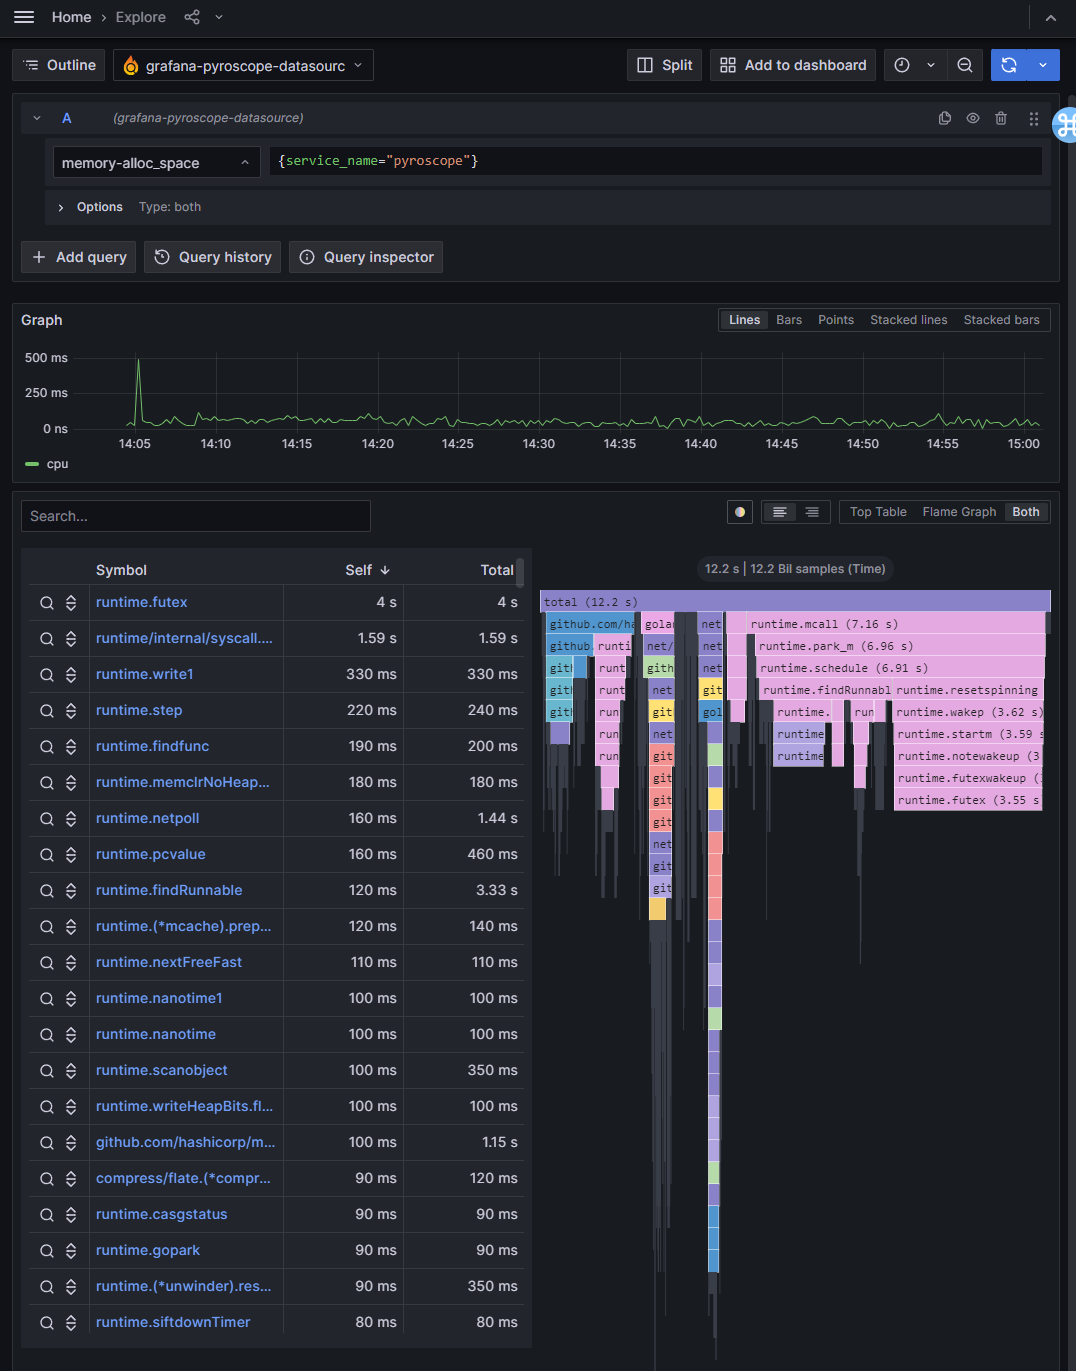 Home › Explore
Outline
grafana-pyroscope-datasourc
Split
Add to dashboard
A
(grafana-pyroscope-datasource)
memory-alloc_space
{service_name="pyroscope"}
Options Type: both
+ Add query
Query history
Query inspector
Graph
Lines Bars Points Stacked lines Stacked bars
500 ms
250 ms
0 ns
14:05 14:10 14:15 14:20 14:25 14:30 14:35 14:40 14:45 14:50 14:55 15:00
cpu
Search...
Top Table Flame Graph Both
Symbol Self ↓ Total
runtime.futex 4 s 4 s
runtime/internal/syscall.... 1.59 s 1.59 s
runtime.write1 330 ms 330 ms
runtime.step 220 ms 240 ms
runtime.findfunc 190 ms 200 ms
runtime.memclrNoHeap... 180 ms 180 ms
runtime.netpoll 160 ms 1.44 s
runtime.pcvalue 160 ms 460 ms
runtime.findRunnable 120 ms 3.33 s
runtime.(*mcache).prep... 120 ms 140 ms
runtime.nextFreeFast 110 ms 110 ms
runtime.nanotime1 100 ms 100 ms
runtime.nanotime 100 ms 100 ms
runtime.scanobject 100 ms 350 ms
runtime.writeHeapBits.fl... 100 ms 100 ms
github.com/hashicorp/m... 100 ms 1.15 s
compress/flate.(*compr... 90 ms 120 ms
runtime.casgstatus 90 ms 90 ms
runtime.gopark 90 ms 90 ms
runtime.(*unwinder).res... 90 ms 350 ms
runtime.siftdownTimer 80 ms 80 ms
12.2 s | 12.2 Bil samples (Time)
total (12.2 s)
github.com/ha gola net runtime.mcall (7.16 s)
github. runti net/ net runtime.park_m (6.96 s)
gith runt gith net runtime.schedule (6.91 s)
gith runt net git runtime.findRunnabl runtime.resetspinning
gith run git gol runtime. run runtime.wakep (3.62 s)
run net runtime runtime.startm (3.59 s
run git runtime runtime.notewakeup (3
git runtime.futexwakeup (
git runtime.futex (3.55 s
git
net
git
git